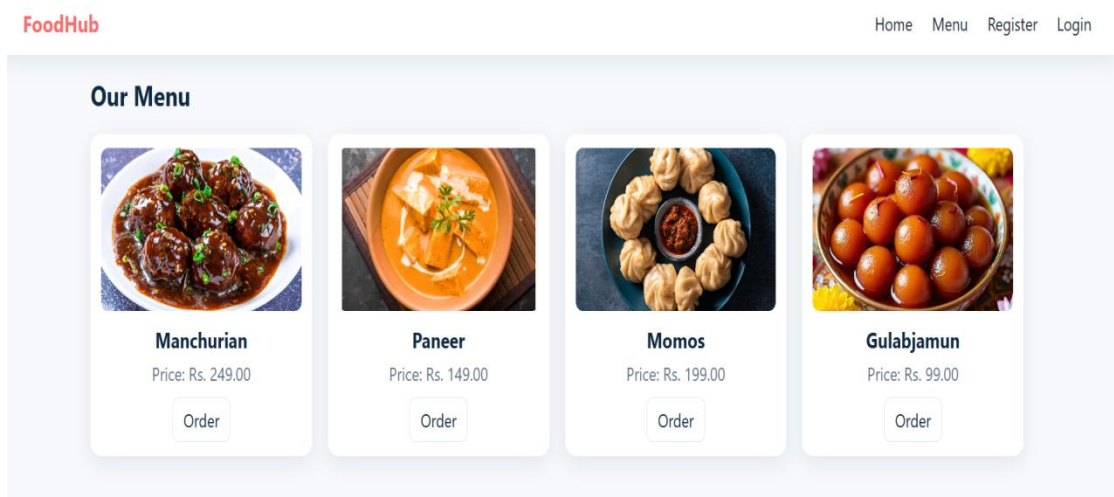 FoodHub
Home Menu Register Login
Our Menu
Manchurian
Price: Rs. 249.00
Order
Paneer
Price: Rs. 149.00
Order
Momos
Price: Rs. 199.00
Order
Gulabjamun
Price: Rs. 99.00
Order